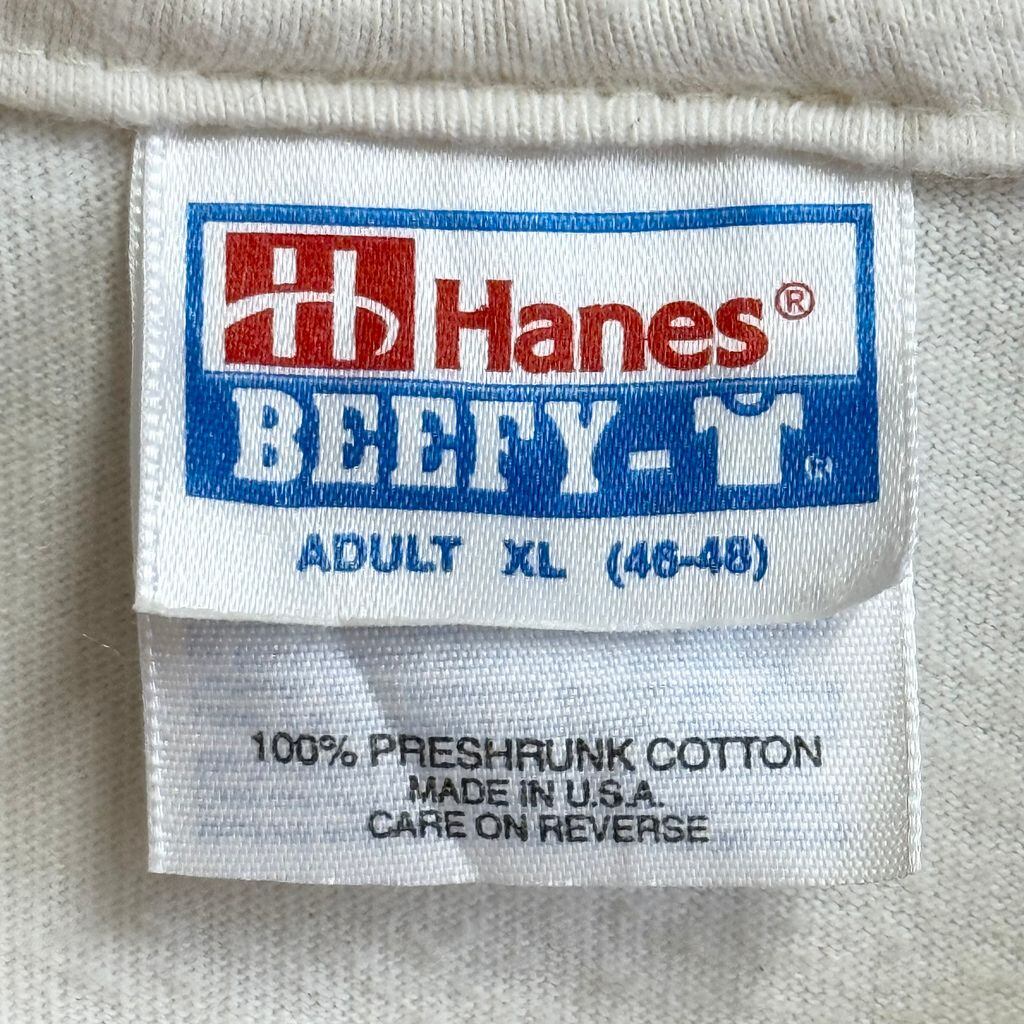 H Hanes®
BEEFY-T®
ADULT XL (46-48)
100% PRESHRUNK COTTON
MADE IN U.S.A.
CARE ON REVERSE